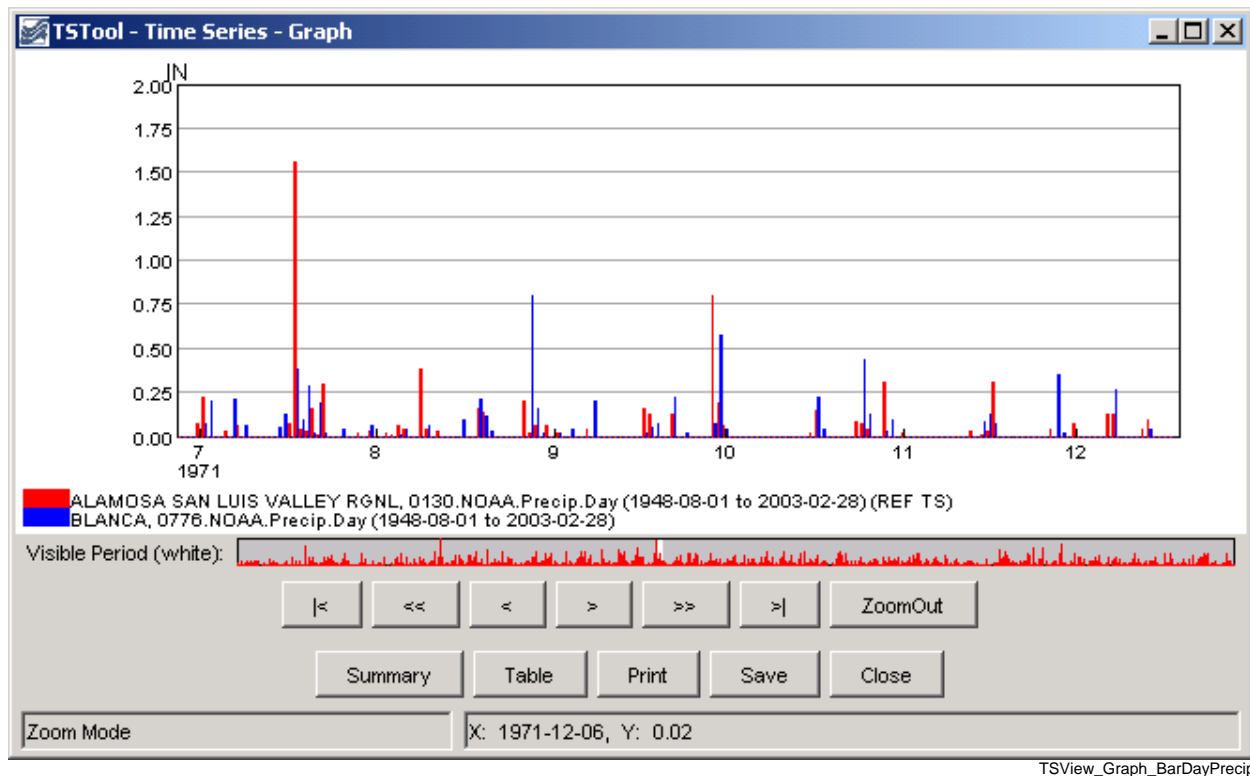 TSTool - Time Series - Graph
IN
2.00
1.75
1.50
1.25
1.00
0.75
0.50
0.25
0.00
7 8 9 10 11 12
1971
ALAMOSA SAN LUIS VALLEY RGNL, 0130.NOAA.Precip.Day (1948-08-01 to 2003-02-28) (REF TS)
BLANCA, 0776.NOAA.Precip.Day (1948-08-01 to 2003-02-28)
Visible Period (white):
|< << < > >> >| ZoomOut
Summary Table Print Save Close
Zoom Mode X: 1971-12-06, Y: 0.02
TSView_Graph_BarDayPrecip